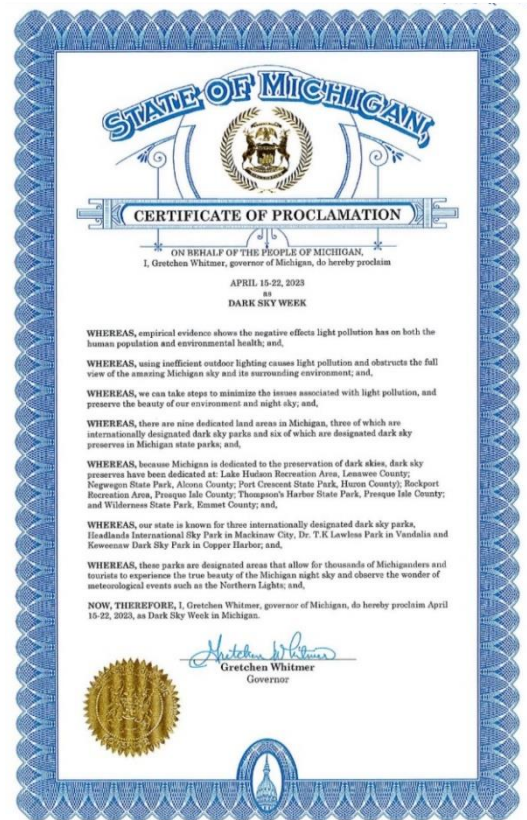 STATE OF MICHIGAN,
CERTIFICATE OF PROCLAMATION
ON BEHALF OF THE PEOPLE OF MICHIGAN,
I, Gretchen Whitmer, governor of Michigan, do hereby proclaim
APRIL 15-22, 2023
as
DARK SKY WEEK
WHEREAS, empirical evidence shows the negative effects light pollution has on both the
human population and environmental health; and,
WHEREAS, using inefficient outdoor lighting causes light pollution and obstructs the full
view of the amazing Michigan sky and its surrounding environment; and,
WHEREAS, we can take steps to minimize the issues associated with light pollution, and
preserve the beauty of our environment and night sky; and,
WHEREAS, there are nine dedicated land areas in Michigan, three of which are
internationally designated dark sky parks and six of which are designated dark sky
preserves in Michigan state parks; and,
WHEREAS, because Michigan is dedicated to the preservation of dark skies, dark sky
preserves have been dedicated at: Lake Hudson Recreation Area, Lenawee County;
Negwegon State Park, Alcona County; Port Crescent State Park, Huron County); Rockport
Recreation Area, Presque Isle County; Thompson's Harbor State Park, Presque Isle County;
and Wilderness State Park, Emmet County; and,
WHEREAS, our state is known for three internationally designated dark sky parks,
Headlands International Sky Park in Mackinaw City, Dr. T.K Lawless Park in Vandalia and
Keweenaw Dark Sky Park in Copper Harbor; and,
WHEREAS, these parks are designated areas that allow for thousands of Michiganders and
tourists to experience the true beauty of the Michigan night sky and observe the wonder of
meteorological events such as the Northern Lights; and,
NOW, THEREFORE, I, Gretchen Whitmer, governor of Michigan, do hereby proclaim April
15-22, 2023, as Dark Sky Week in Michigan.
Gretchen Whitmer
Gretchen Whitmer
Governor